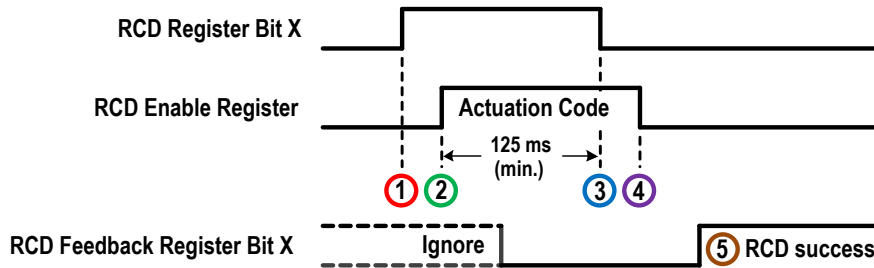 RCD Register Bit X
RCD Enable Register
Actuation Code
125 ms
(min.)
1
2
3
4
RCD Feedback Register Bit X
Ignore
5 RCD success